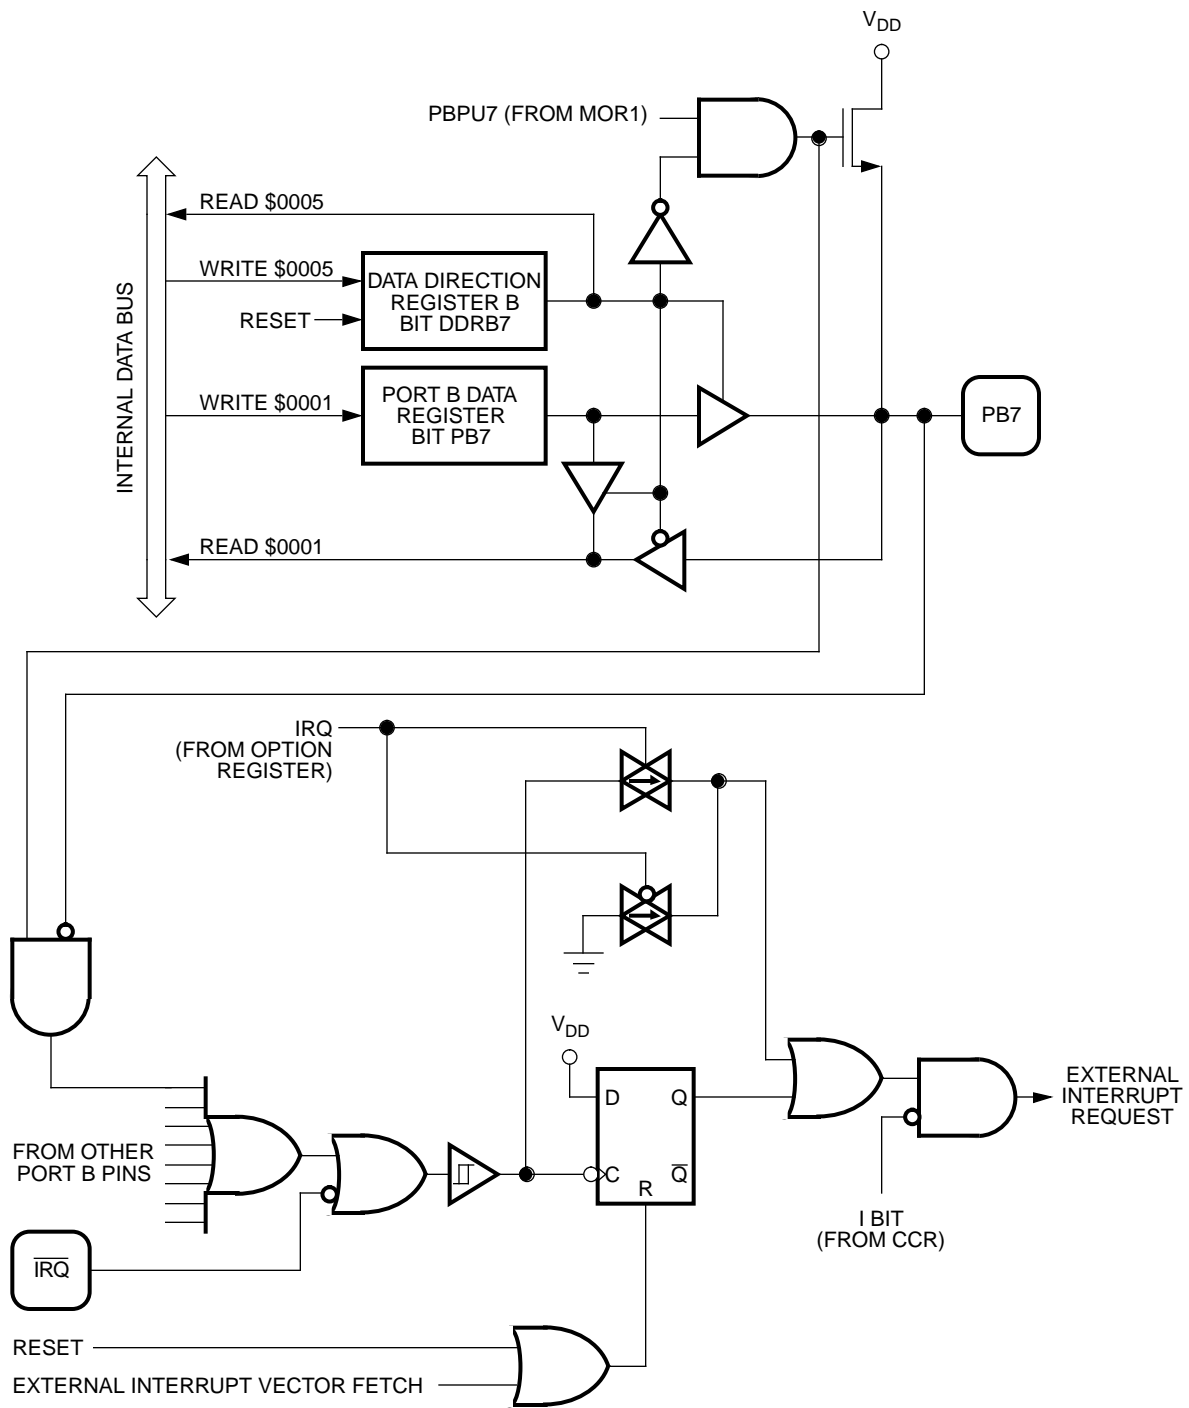 VDD
PBPU7 (FROM MOR1)
READ $0005
WRITE $0005
DATA DIRECTION
REGISTER B
BIT DDRB7
RESET
INTERNAL DATA BUS
WRITE $0001
PORT B DATA
REGISTER
BIT PB7
PB7
READ $0001
IRQ
(FROM OPTION
REGISTER)
VDD
D
Q
C
Q̅
R
EXTERNAL
INTERRUPT
REQUEST
FROM OTHER
PORT B PINS
I BIT
(FROM CCR)
I̅R̅Q̅
RESET
EXTERNAL INTERRUPT VECTOR FETCH